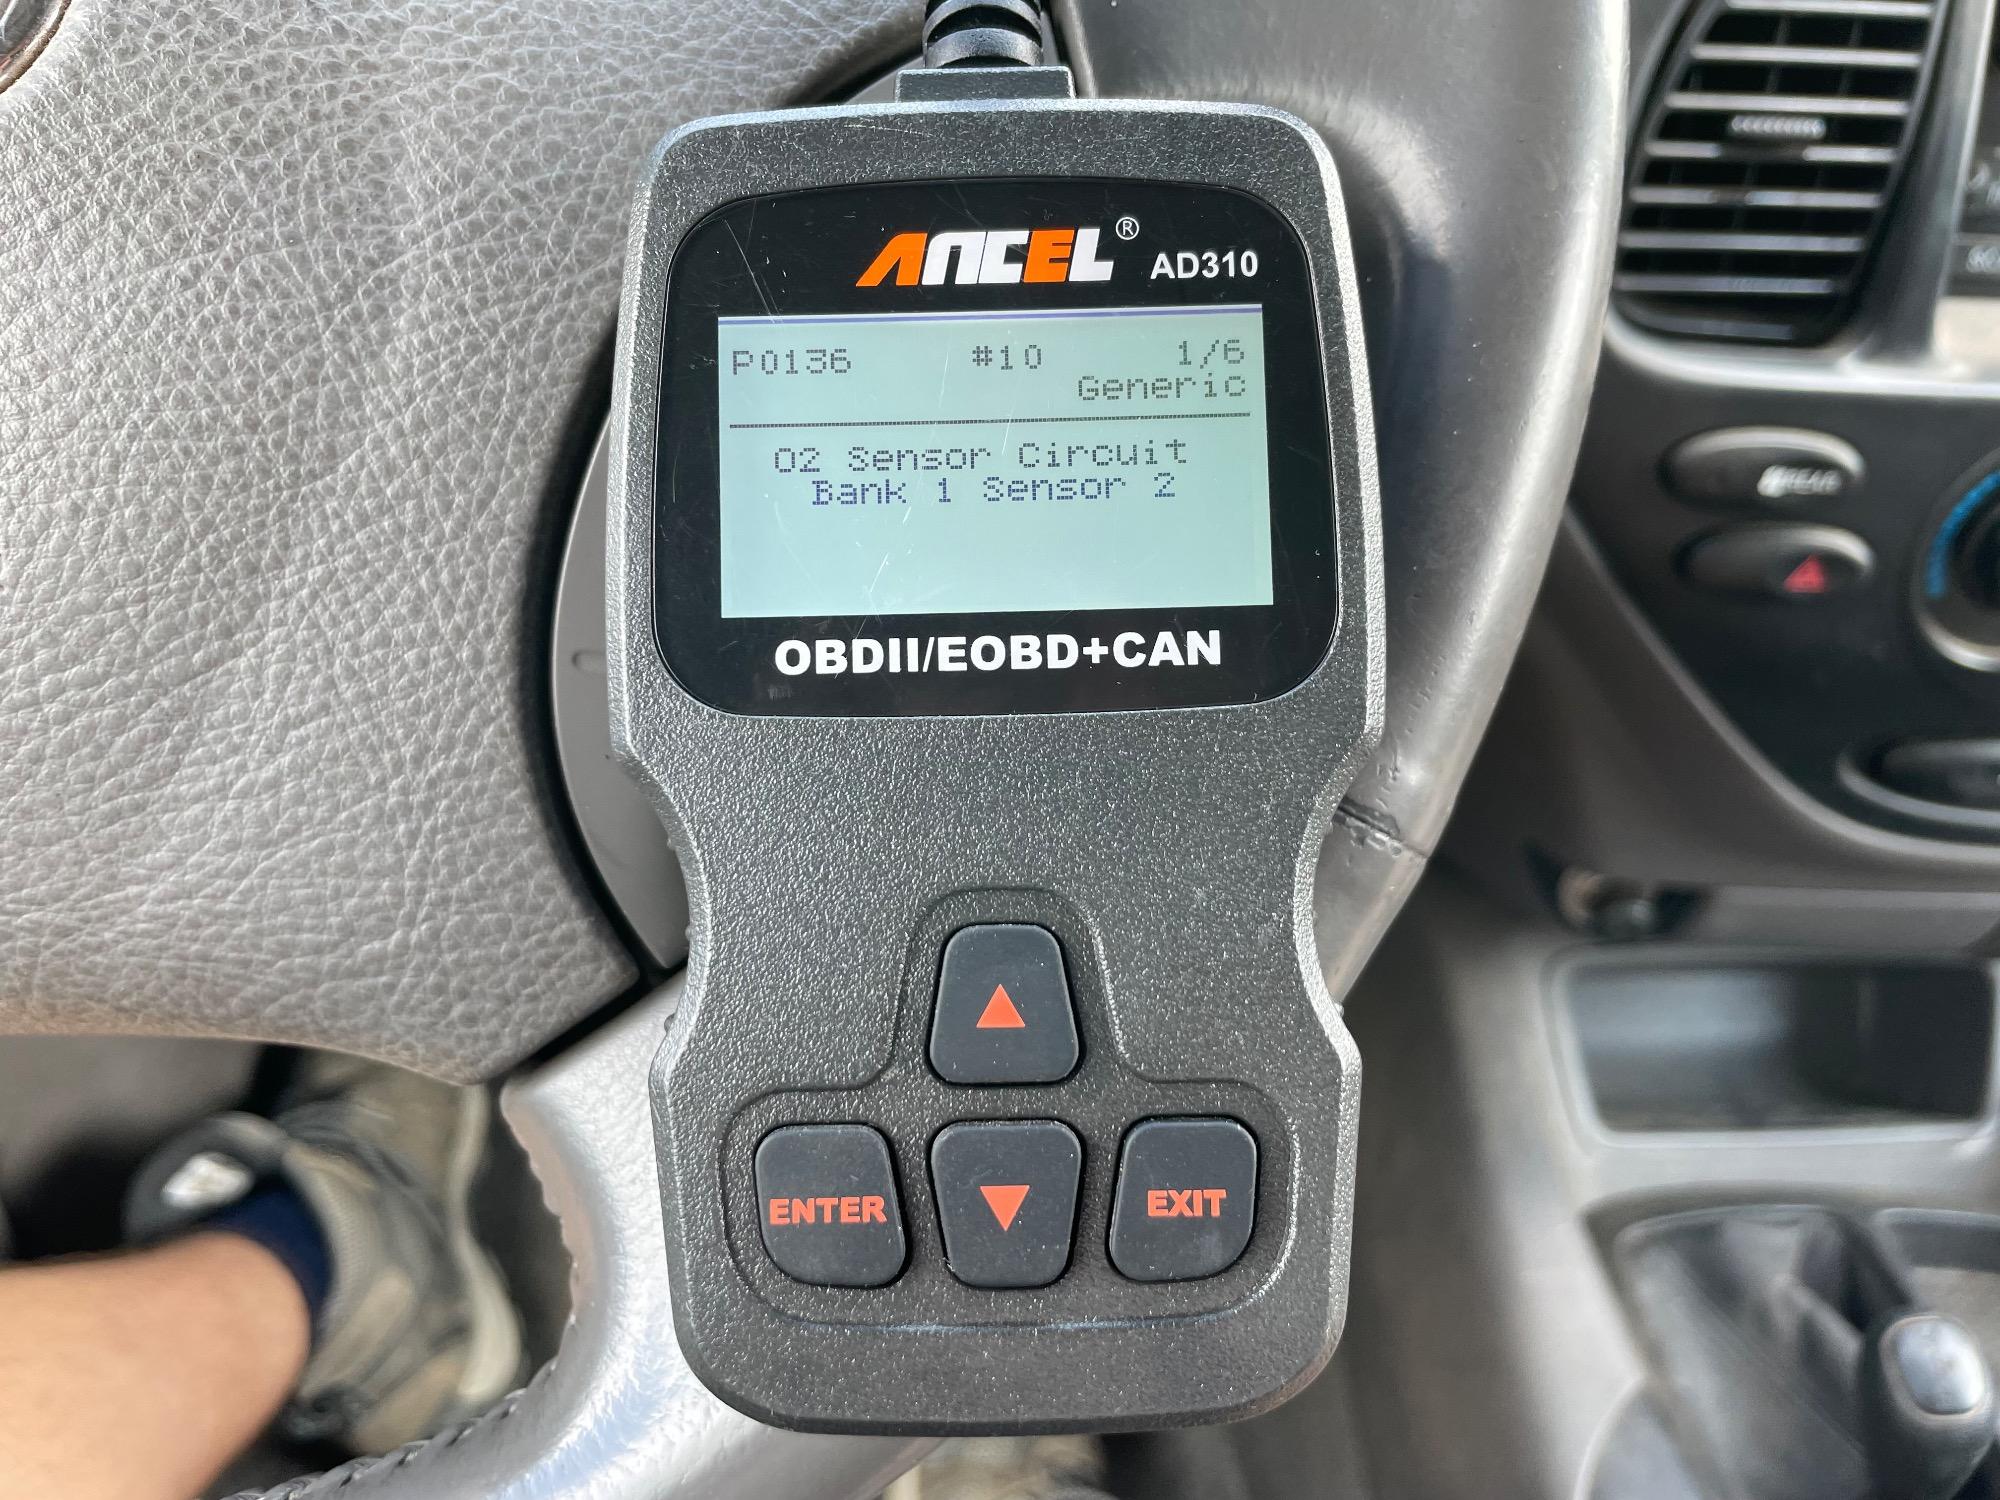 ANCEL® AD310
P0136 #10 1/6
Generic
O2 Sensor Circuit
Bank 1 Sensor 2
OBDII/EOBD+CAN
ENTER
EXIT
REAR